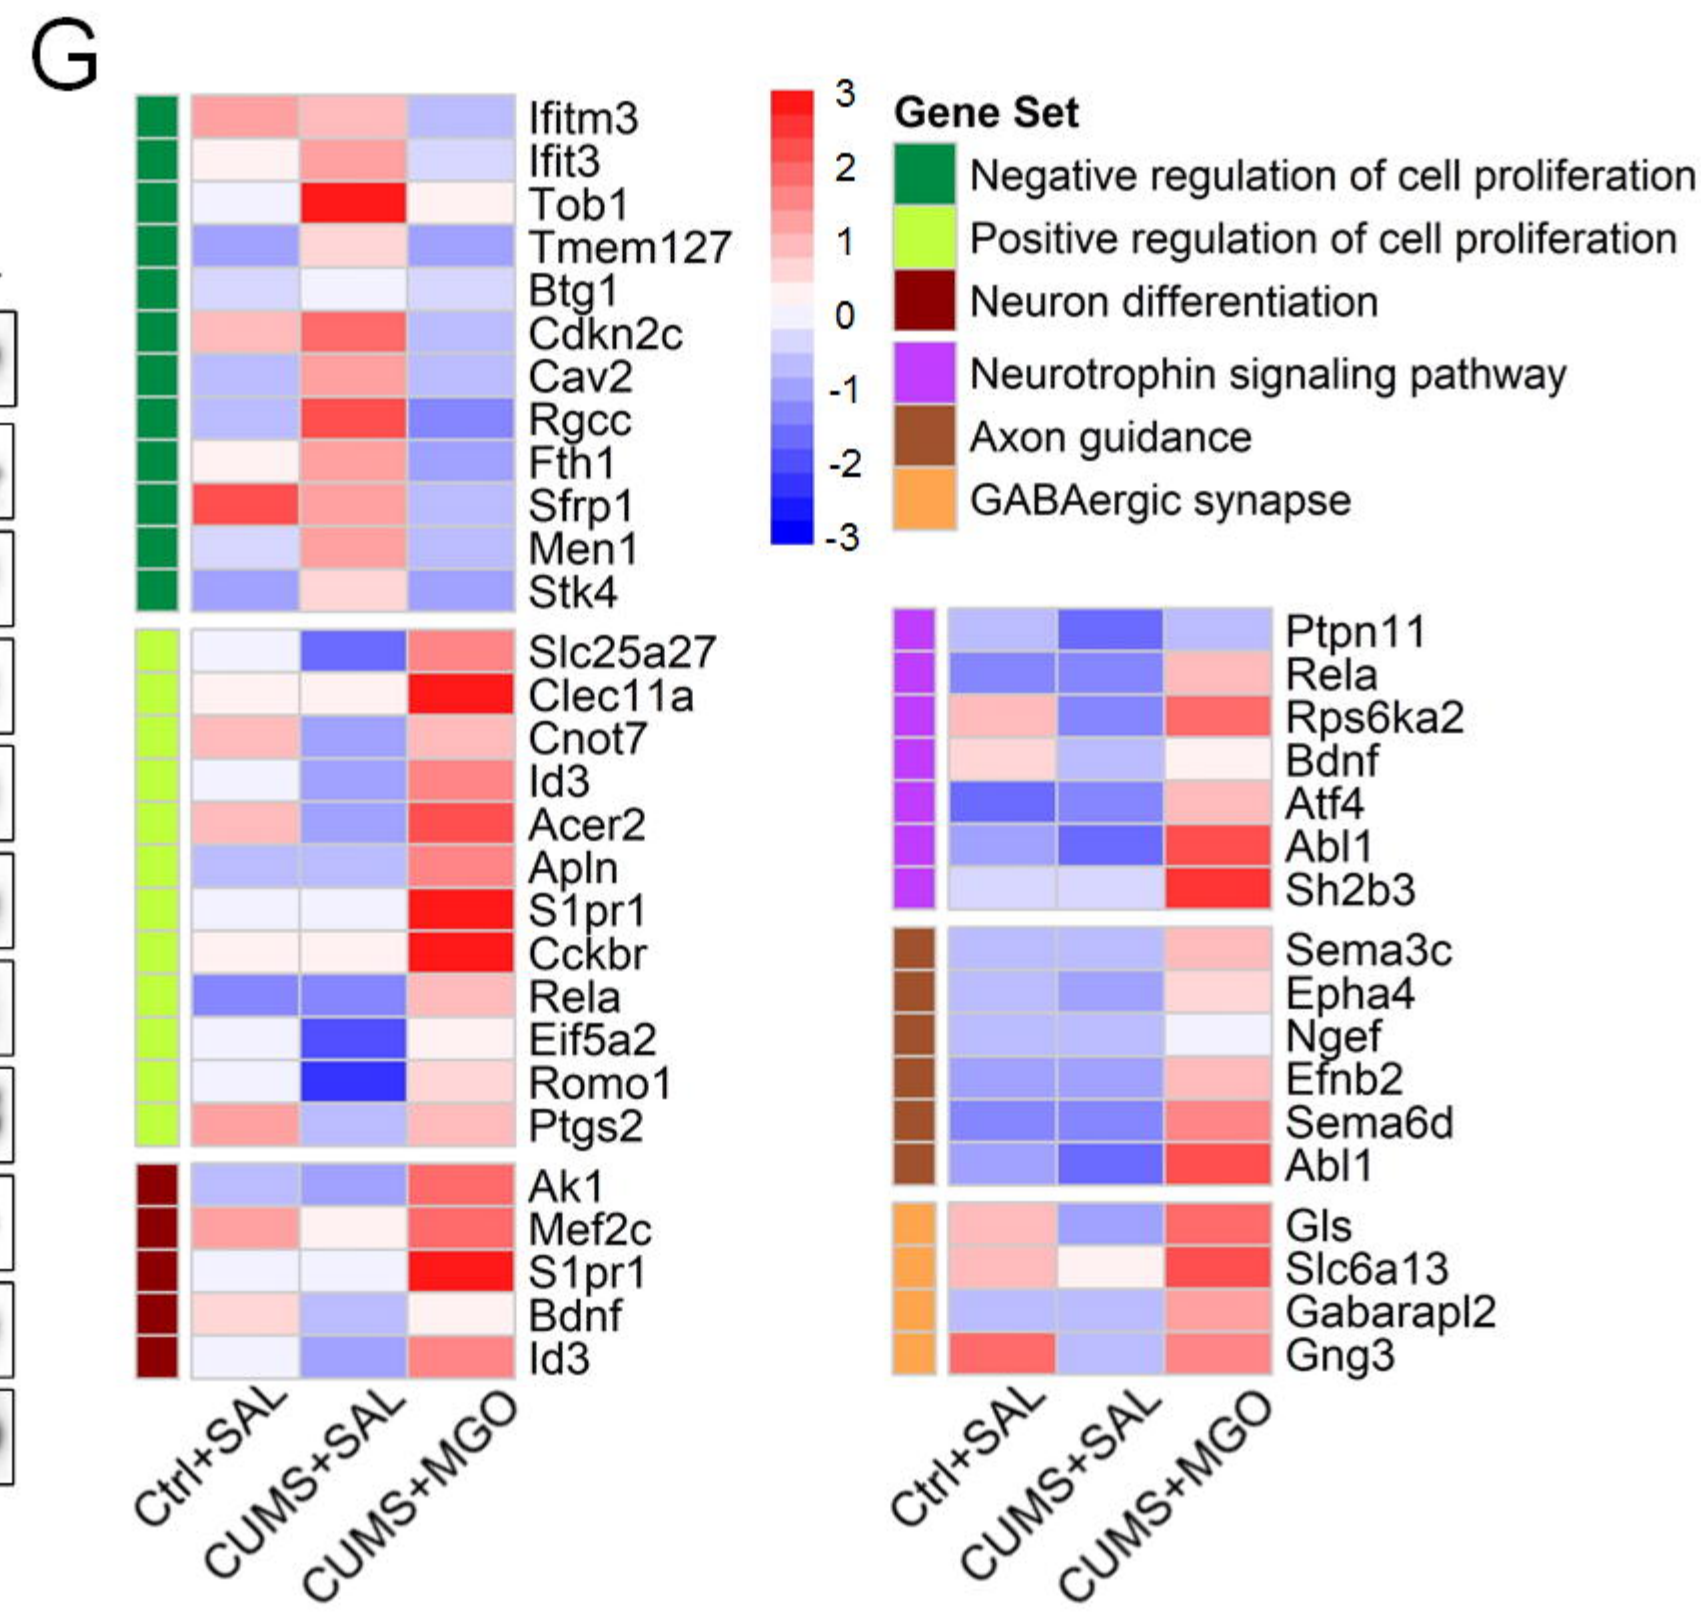 G
Ifitm3
Ifit3
Tob1
Tmem127
Btg1
Cdkn2c
Cav2
Rgcc
Fth1
Sfrp1
Men1
Stk4
Slc25a27
Clec11a
Cnot7
Id3
Acer2
Apln
S1pr1
Cckbr
Rela
Eif5a2
Romo1
Ptgs2
Ak1
Mef2c
S1pr1
Bdnf
Id3
Ctrl+SAL
CUMS+SAL
CUMS+MGO
3
2
1
0
-1
-2
-3
Gene Set
Negative regulation of cell proliferation
Positive regulation of cell proliferation
Neuron differentiation
Neurotrophin signaling pathway
Axon guidance
GABAergic synapse
Ptpn11
Rela
Rps6ka2
Bdnf
Atf4
Abl1
Sh2b3
Sema3c
Epha4
Ngef
Efnb2
Sema6d
Abl1
Gls
Slc6a13
Gabarapl2
Gng3
Ctrl+SAL
CUMS+SAL
CUMS+MGO